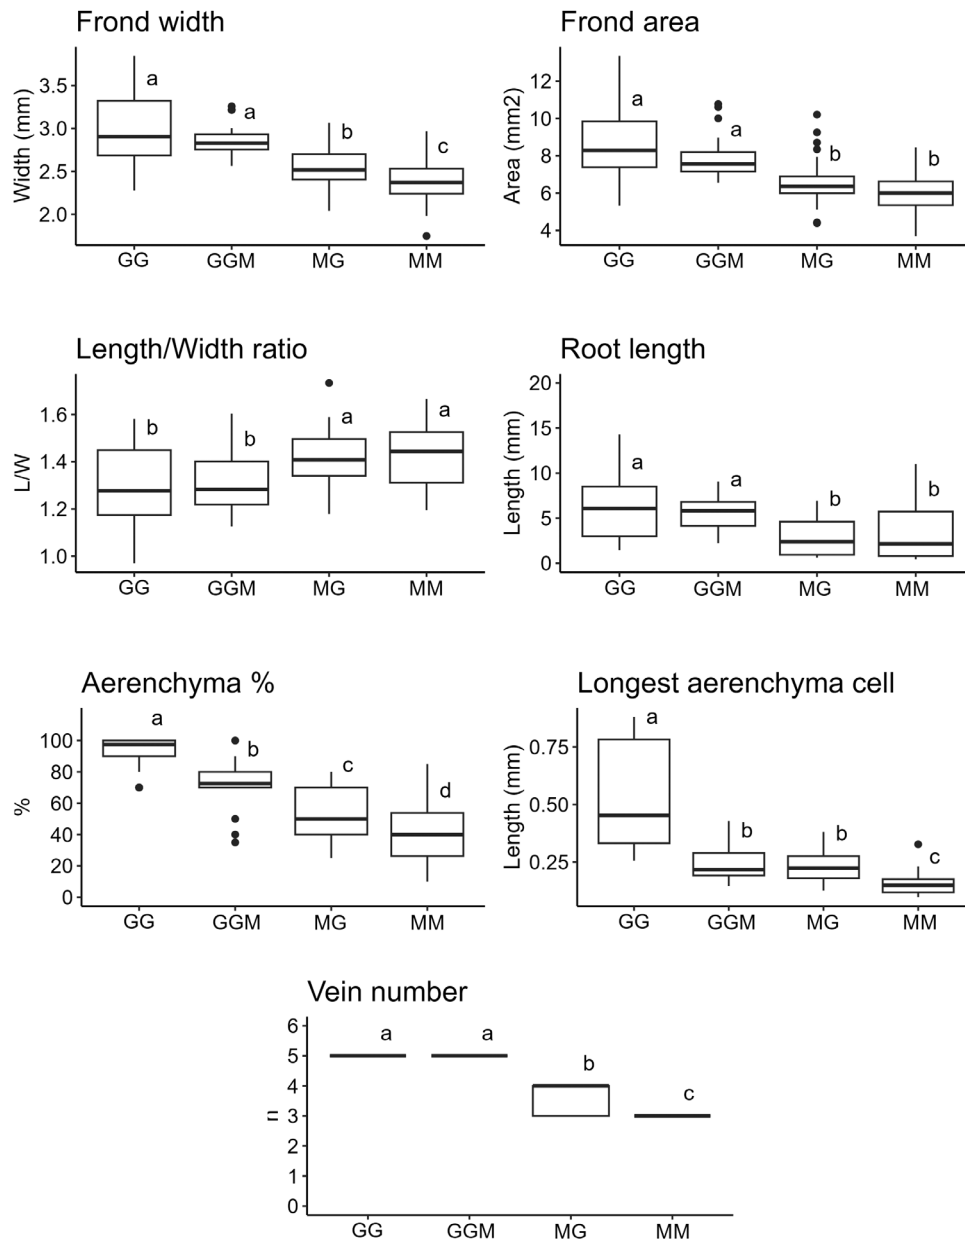 Frond width
Width (mm)
3.5
3.0
2.5
2.0
a
a
b
c
GG GGM MG MM
Frond area
Area (mm2)
12
10
8
6
4
a
a
b
b
GG GGM MG MM
Length/Width ratio
L/W
1.6
1.4
1.2
1.0
b
b
a
a
GG GGM MG MM
Root length
Length (mm)
20
15
10
5
0
a
a
b
b
GG GGM MG MM
Aerenchyma %
%
100
80
60
40
20
0
a
b
c
d
GG GGM MG MM
Longest aerenchyma cell
Length (mm)
0.75
0.50
0.25
a
b
b
c
GG GGM MG MM
Vein number
n
6
5
4
3
2
1
0
a
a
b
c
GG GGM MG MM